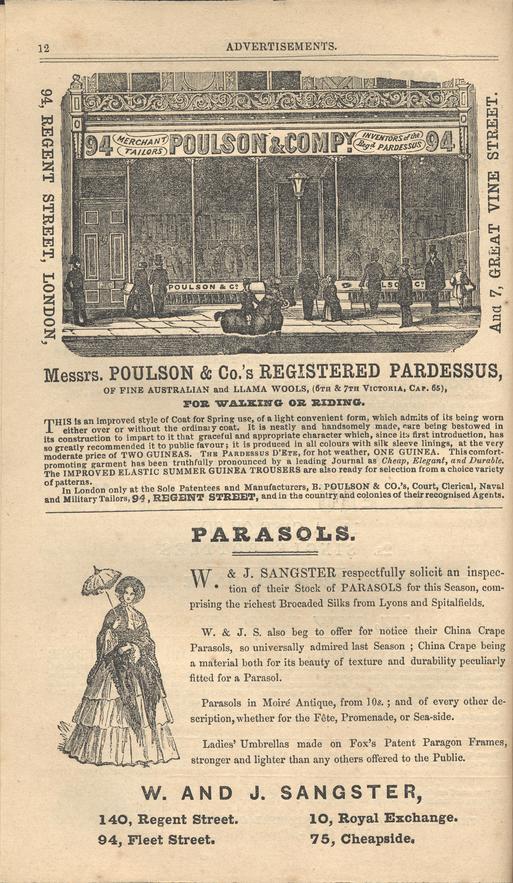 12
ADVERTISEMENTS.
94, REGENT STREET, LONDON,
94 MERCHANT TAILORS POULSON & COMPY INVENTORS of the Regd PARDESSUS 94
POULSON & Co
And 7, GREAT VINE STREET.
Messrs. POULSON & Co.'s REGISTERED PARDESSUS,
OF FINE AUSTRALIAN and LLAMA WOOLS, (6TH & 7TH VICTORIA, CAP. 65),
FOR WALKING OR RIDING.
THIS is an improved style of Coat for Spring use, of a light convenient form, which admits of its being worn
either over or without the ordinary coat. It is neatly and handsomely made, care being bestowed in
its construction to impart to it that graceful and appropriate character which, since its first introduction, has
so greatly recommended it to public favour; it is produced in all colours with silk sleeve linings, at the very
moderate price of TWO GUINEAS. THE PARDESSUS D'ETE, for hot weather, ONE GUINEA. This comfort-
promoting garment has been truthfully pronounced by a leading Journal as Cheap, Elegant, and Durable.
The IMPROVED ELASTIC SUMMER GUINEA TROUSERS are also ready for selection from a choice variety
of patterns.
In London only at the Sole Patentees and Manufacturers, B. POULSON & CO.'s, Court, Clerical, Naval
and Military Tailors, 94, REGENT STREET, and in the country and colonies of their recognised Agents.
PARASOLS.
W. & J. SANGSTER respectfully solicit an inspec-
tion of their Stock of PARASOLS for this Season, com-
prising the richest Brocaded Silks from Lyons and Spitalfields.
W. & J. S. also beg to offer for notice their China Crape
Parasols, so universally admired last Season ; China Crape being
a material both for its beauty of texture and durability peculiarly
fitted for a Parasol.
Parasols in Moiré Antique, from 10s. ; and of every other de-
scription, whether for the Fête, Promenade, or Sea-side.
Ladies' Umbrellas made on Fox's Patent Paragon Frames,
stronger and lighter than any others offered to the Public.
W. AND J. SANGSTER,
140, Regent Street. 10, Royal Exchange.
94, Fleet Street. 75, Cheapside.